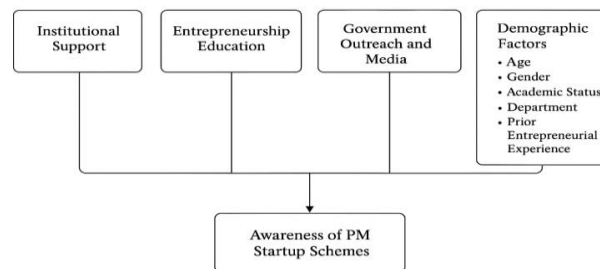 Institutional
Support
Entrepreneurship
Education
Government
Outreach and
Media
Demographic
Factors
• Age
• Gender
• Academic Status
• Department
• Prior
Entrepreneurial
Experience
Awareness of PM
Startup Schemes